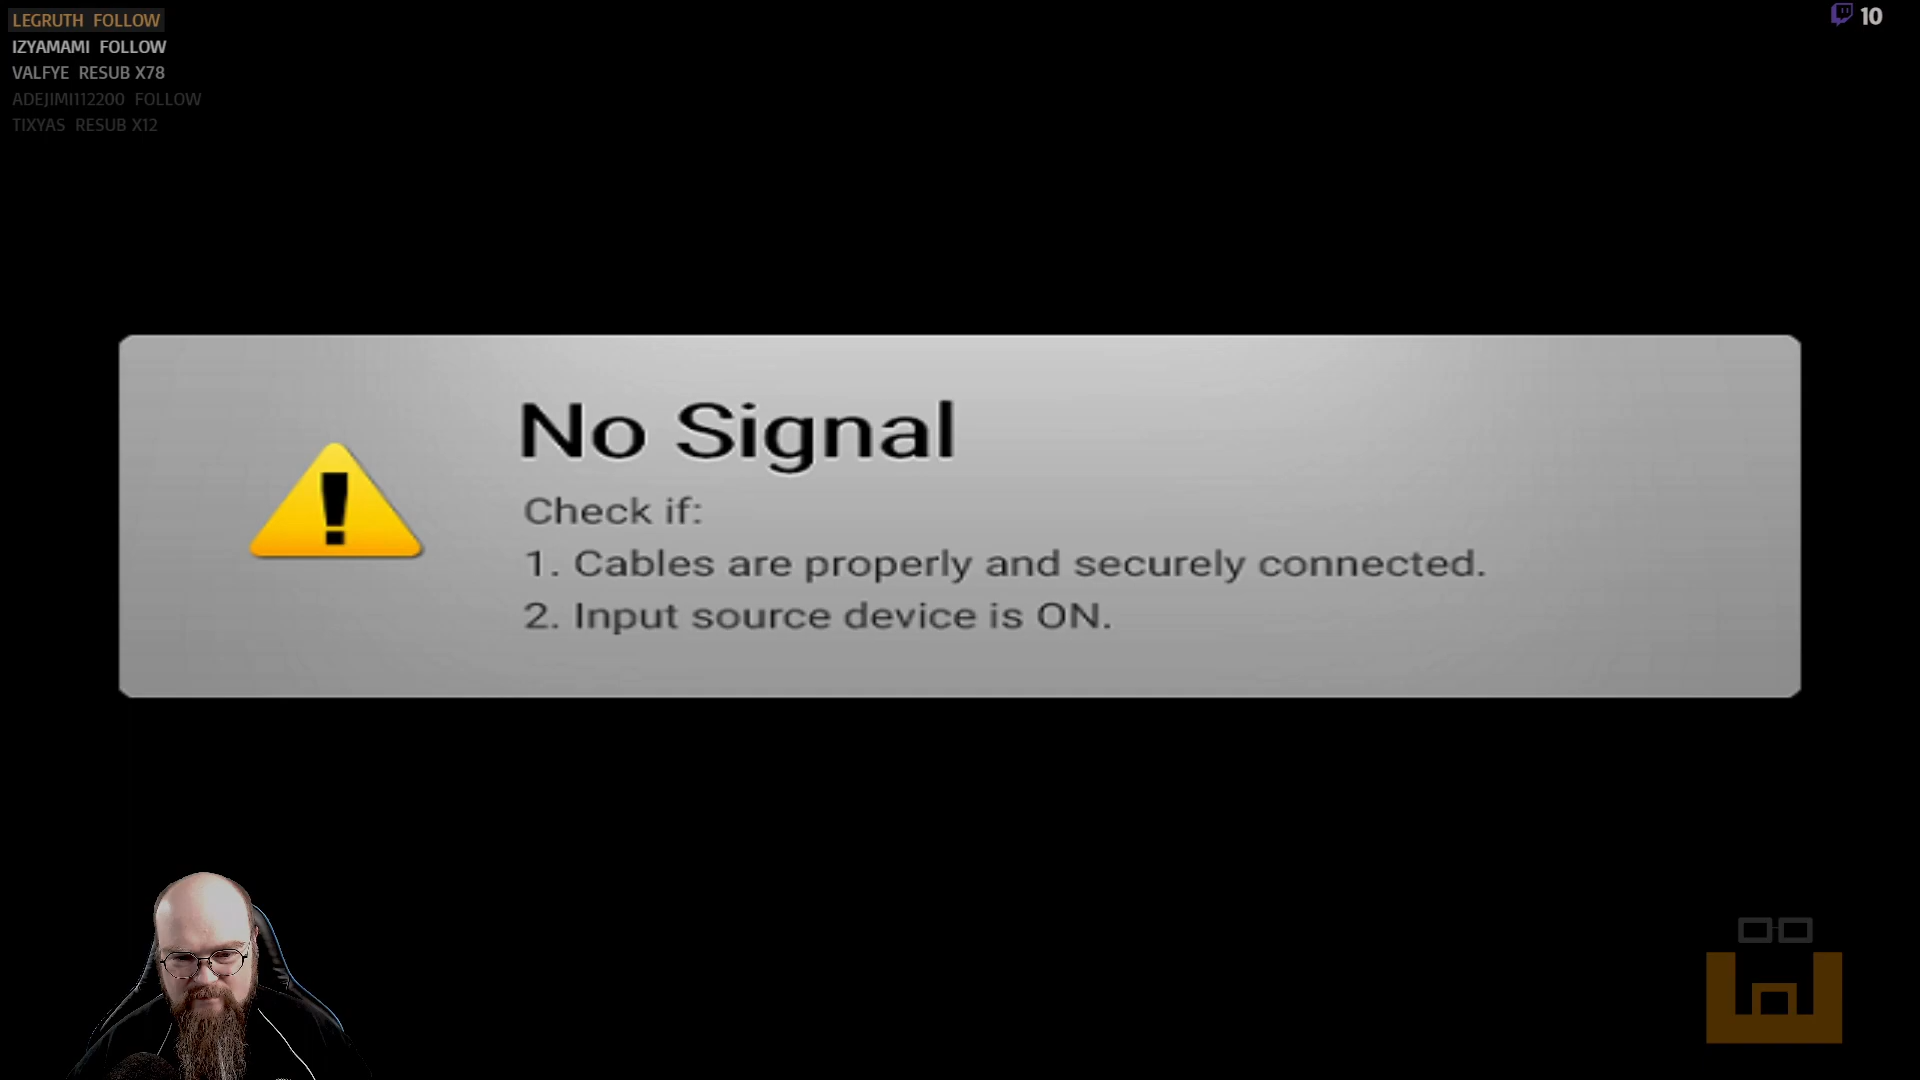 LEGRUTH FOLLOW
IZYAMAMI FOLLOW
VALFYE RESUB X78
ADEJIMI112200 FOLLOW
TIXYAS RESUB X12
10
No Signal
Check if:
1. Cables are properly and securely connected.
2. Input source device is ON.